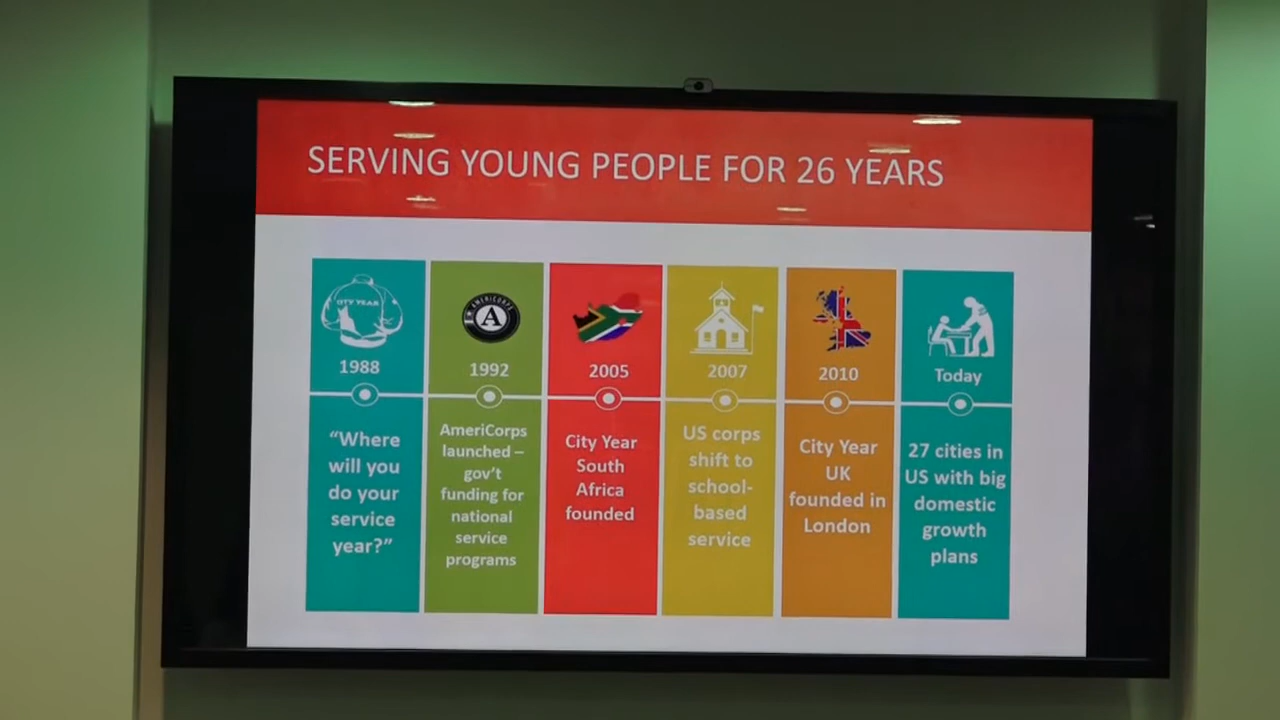 SERVING YOUNG PEOPLE FOR 26 YEARS
CITY YEAR
1988
"Where
will you
do your
service
year?"
AMERICORPS
A
1992
AmeriCorps
launched –
gov't
funding for
national
service
programs
2005
City Year
South
Africa
founded
2007
US corps
shift to
school-
based
service
2010
City Year
UK
founded in
London
Today
27 cities in
US with big
domestic
growth
plans